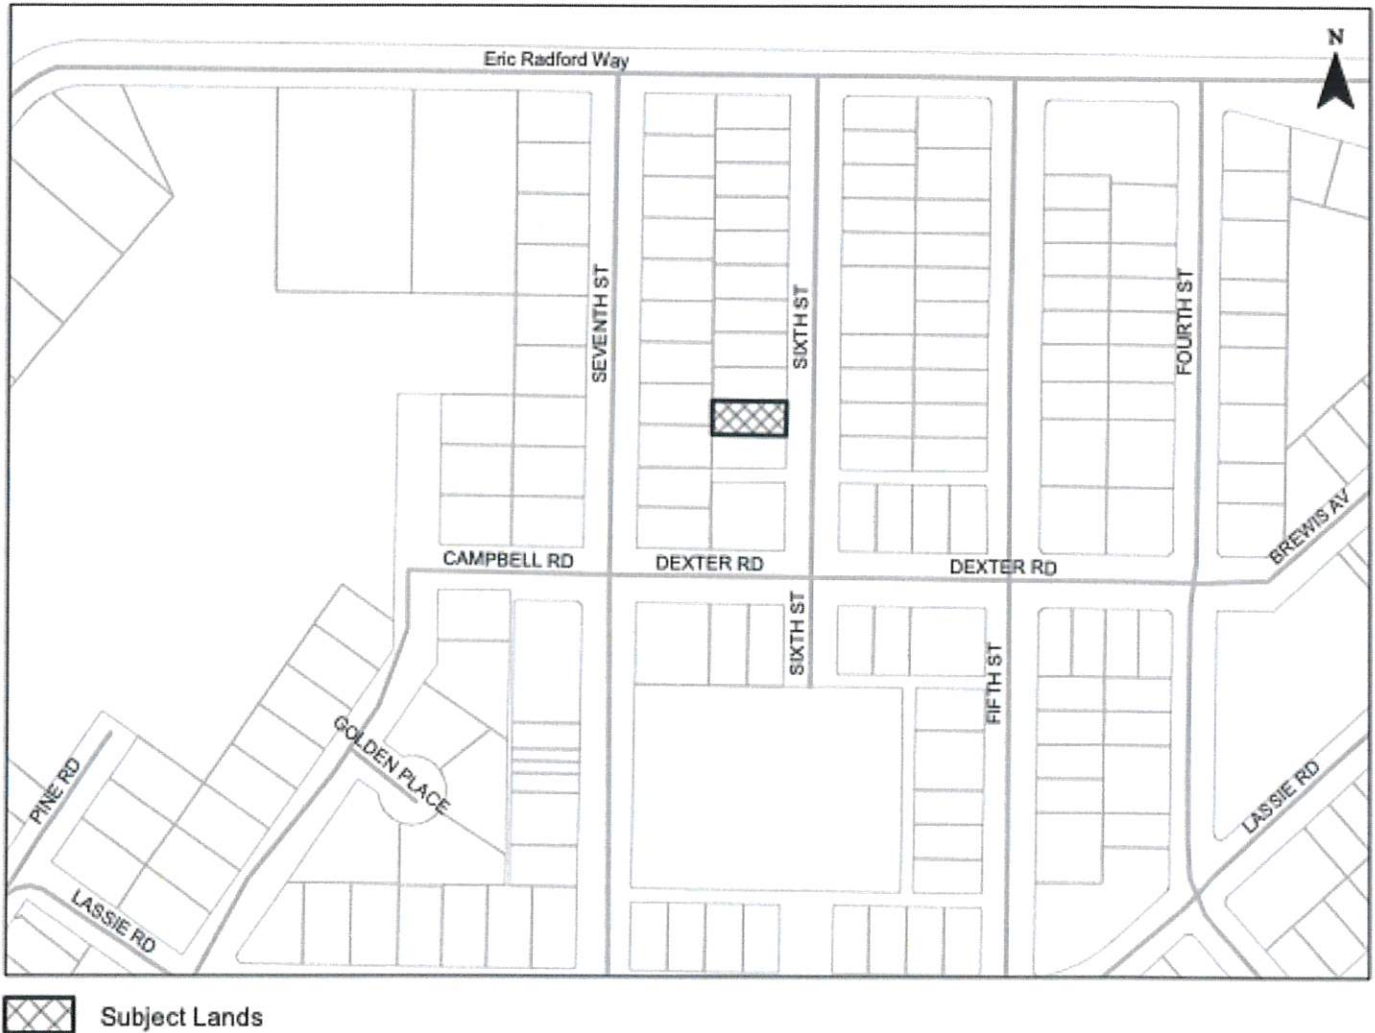 N
Eric Radford Way
SEVENTH ST
SIXTH ST
FOURTH ST
BREWIS AV
CAMPBELL RD
DEXTER RD
DEXTER RD
SIXTH ST
FIFTH ST
GOLDEN PLACE
PINE RD
LASSIE RD
LASSIE RD
Subject Lands